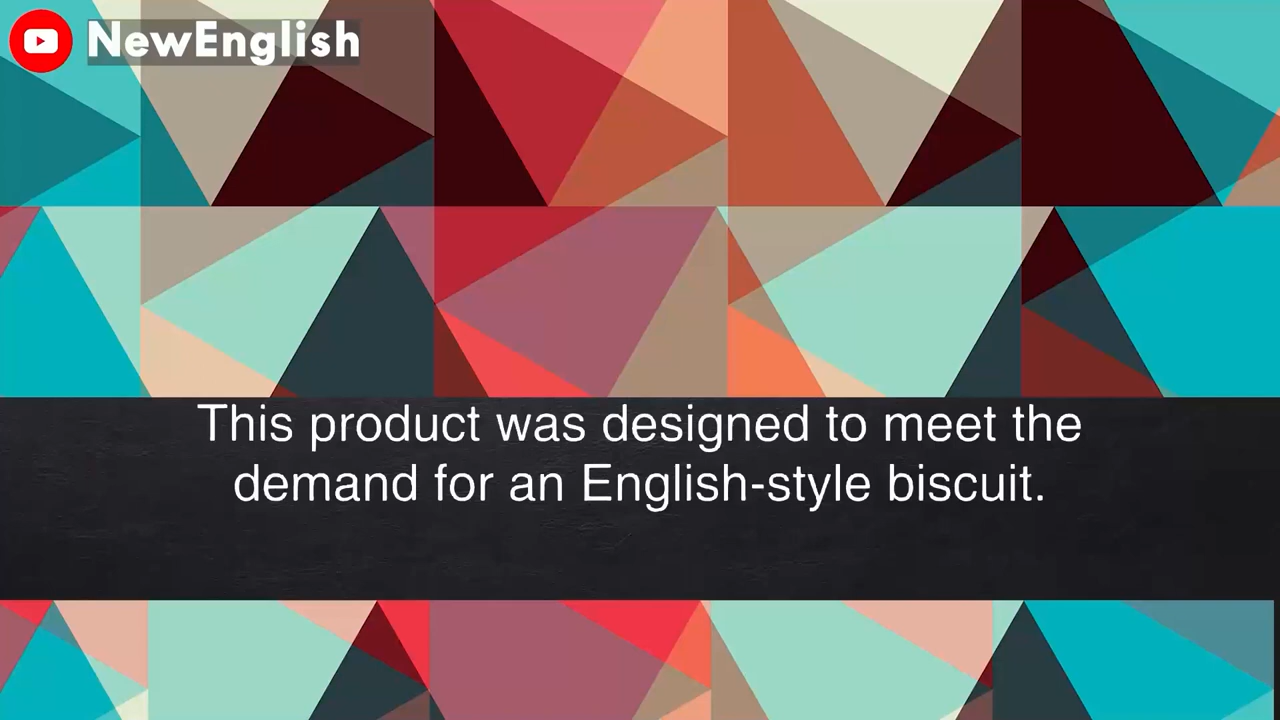 NewEnglish
This product was designed to meet the
demand for an English-style biscuit.